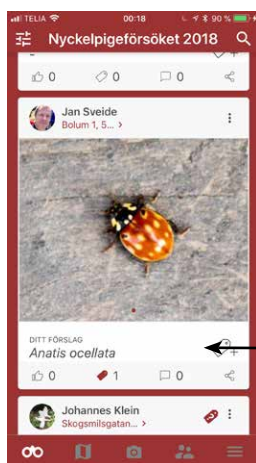 TELIA 00:18 90 %
Nyckelpigeförsöket 2018
0 0 0
Jan Sveide
Bolum 1, 5... >
DITT FÖRSLAG
Anatis ocellata
0 1 0
Johannes Klein
Skogsmilsgatan... >